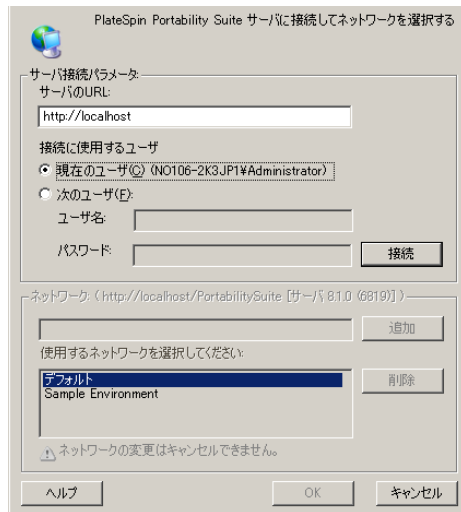 PlateSpin Portability Suite サーバに接続してネットワークを選択する
サーバ接続パラメータ:
サーバのURL:
http://localhost
接続に使用するユーザ
現在のユーザ(C) (NO106-2K3JP1¥Administrator)
次のユーザ(F):
ユーザ名:
パスワード:
接続
ネットワーク: ( http://localhost/PortabilitySuite [サーバ 8.1.0 (6819)] )
追加
使用するネットワークを選択してください:
デフォルト
削除
Sample Environment
ネットワークの変更はキャンセルできません。
ヘルプ
OK
キャンセル